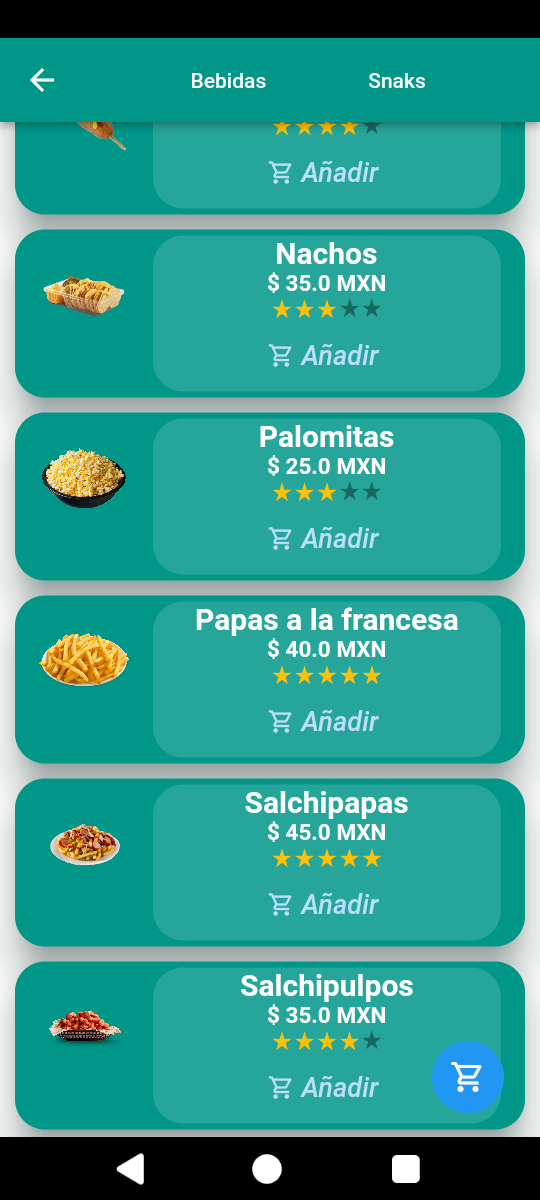 Bebidas
Snaks
Añadir
Nachos
$ 35.0 MXN
Añadir
Palomitas
$ 25.0 MXN
Añadir
Papas a la francesa
$ 40.0 MXN
Añadir
Salchipapas
$ 45.0 MXN
Añadir
Salchipulpos
$ 35.0 MXN
Añadir